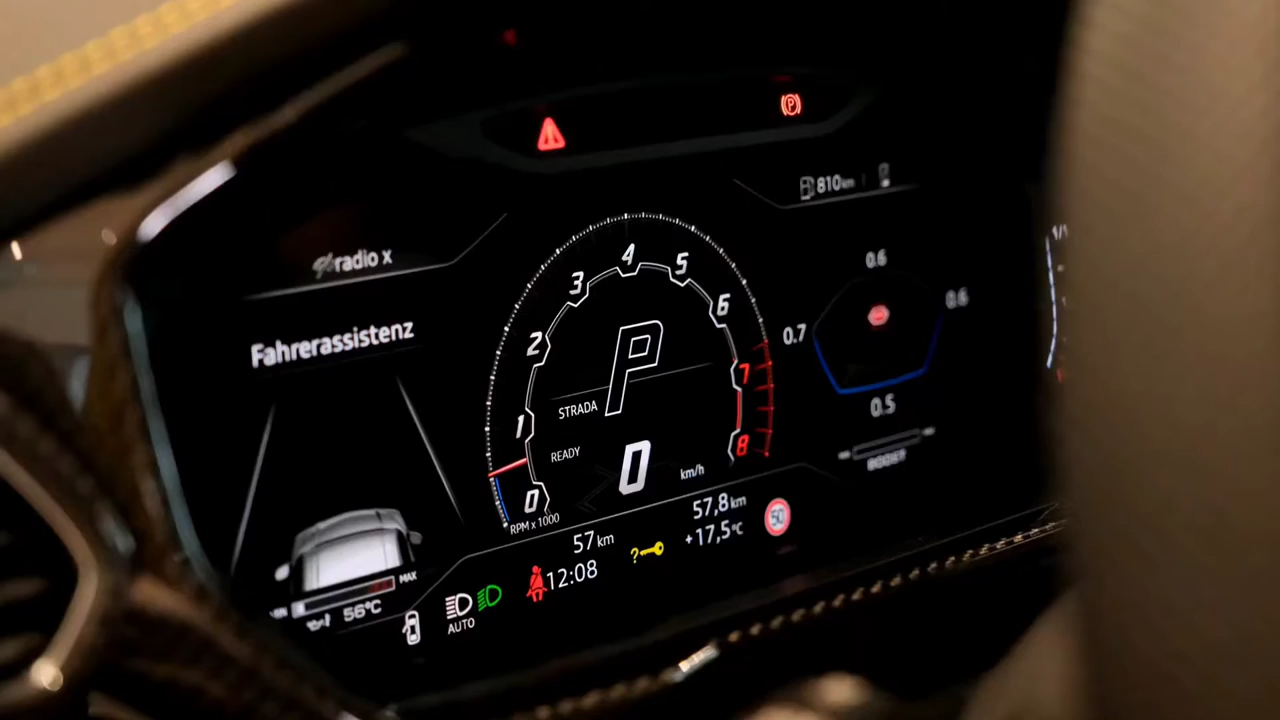 810km
radio x
Fahrerassistenz
0
1
2
3
4
5
6
7
8
RPM x 1000
P
STRADA
READY
0
km/h
0.6
0.6
0.7
0.5
BOOST
57km
57,8km
+17,5°C
50
12:08
?
MAX
56°C
AUTO